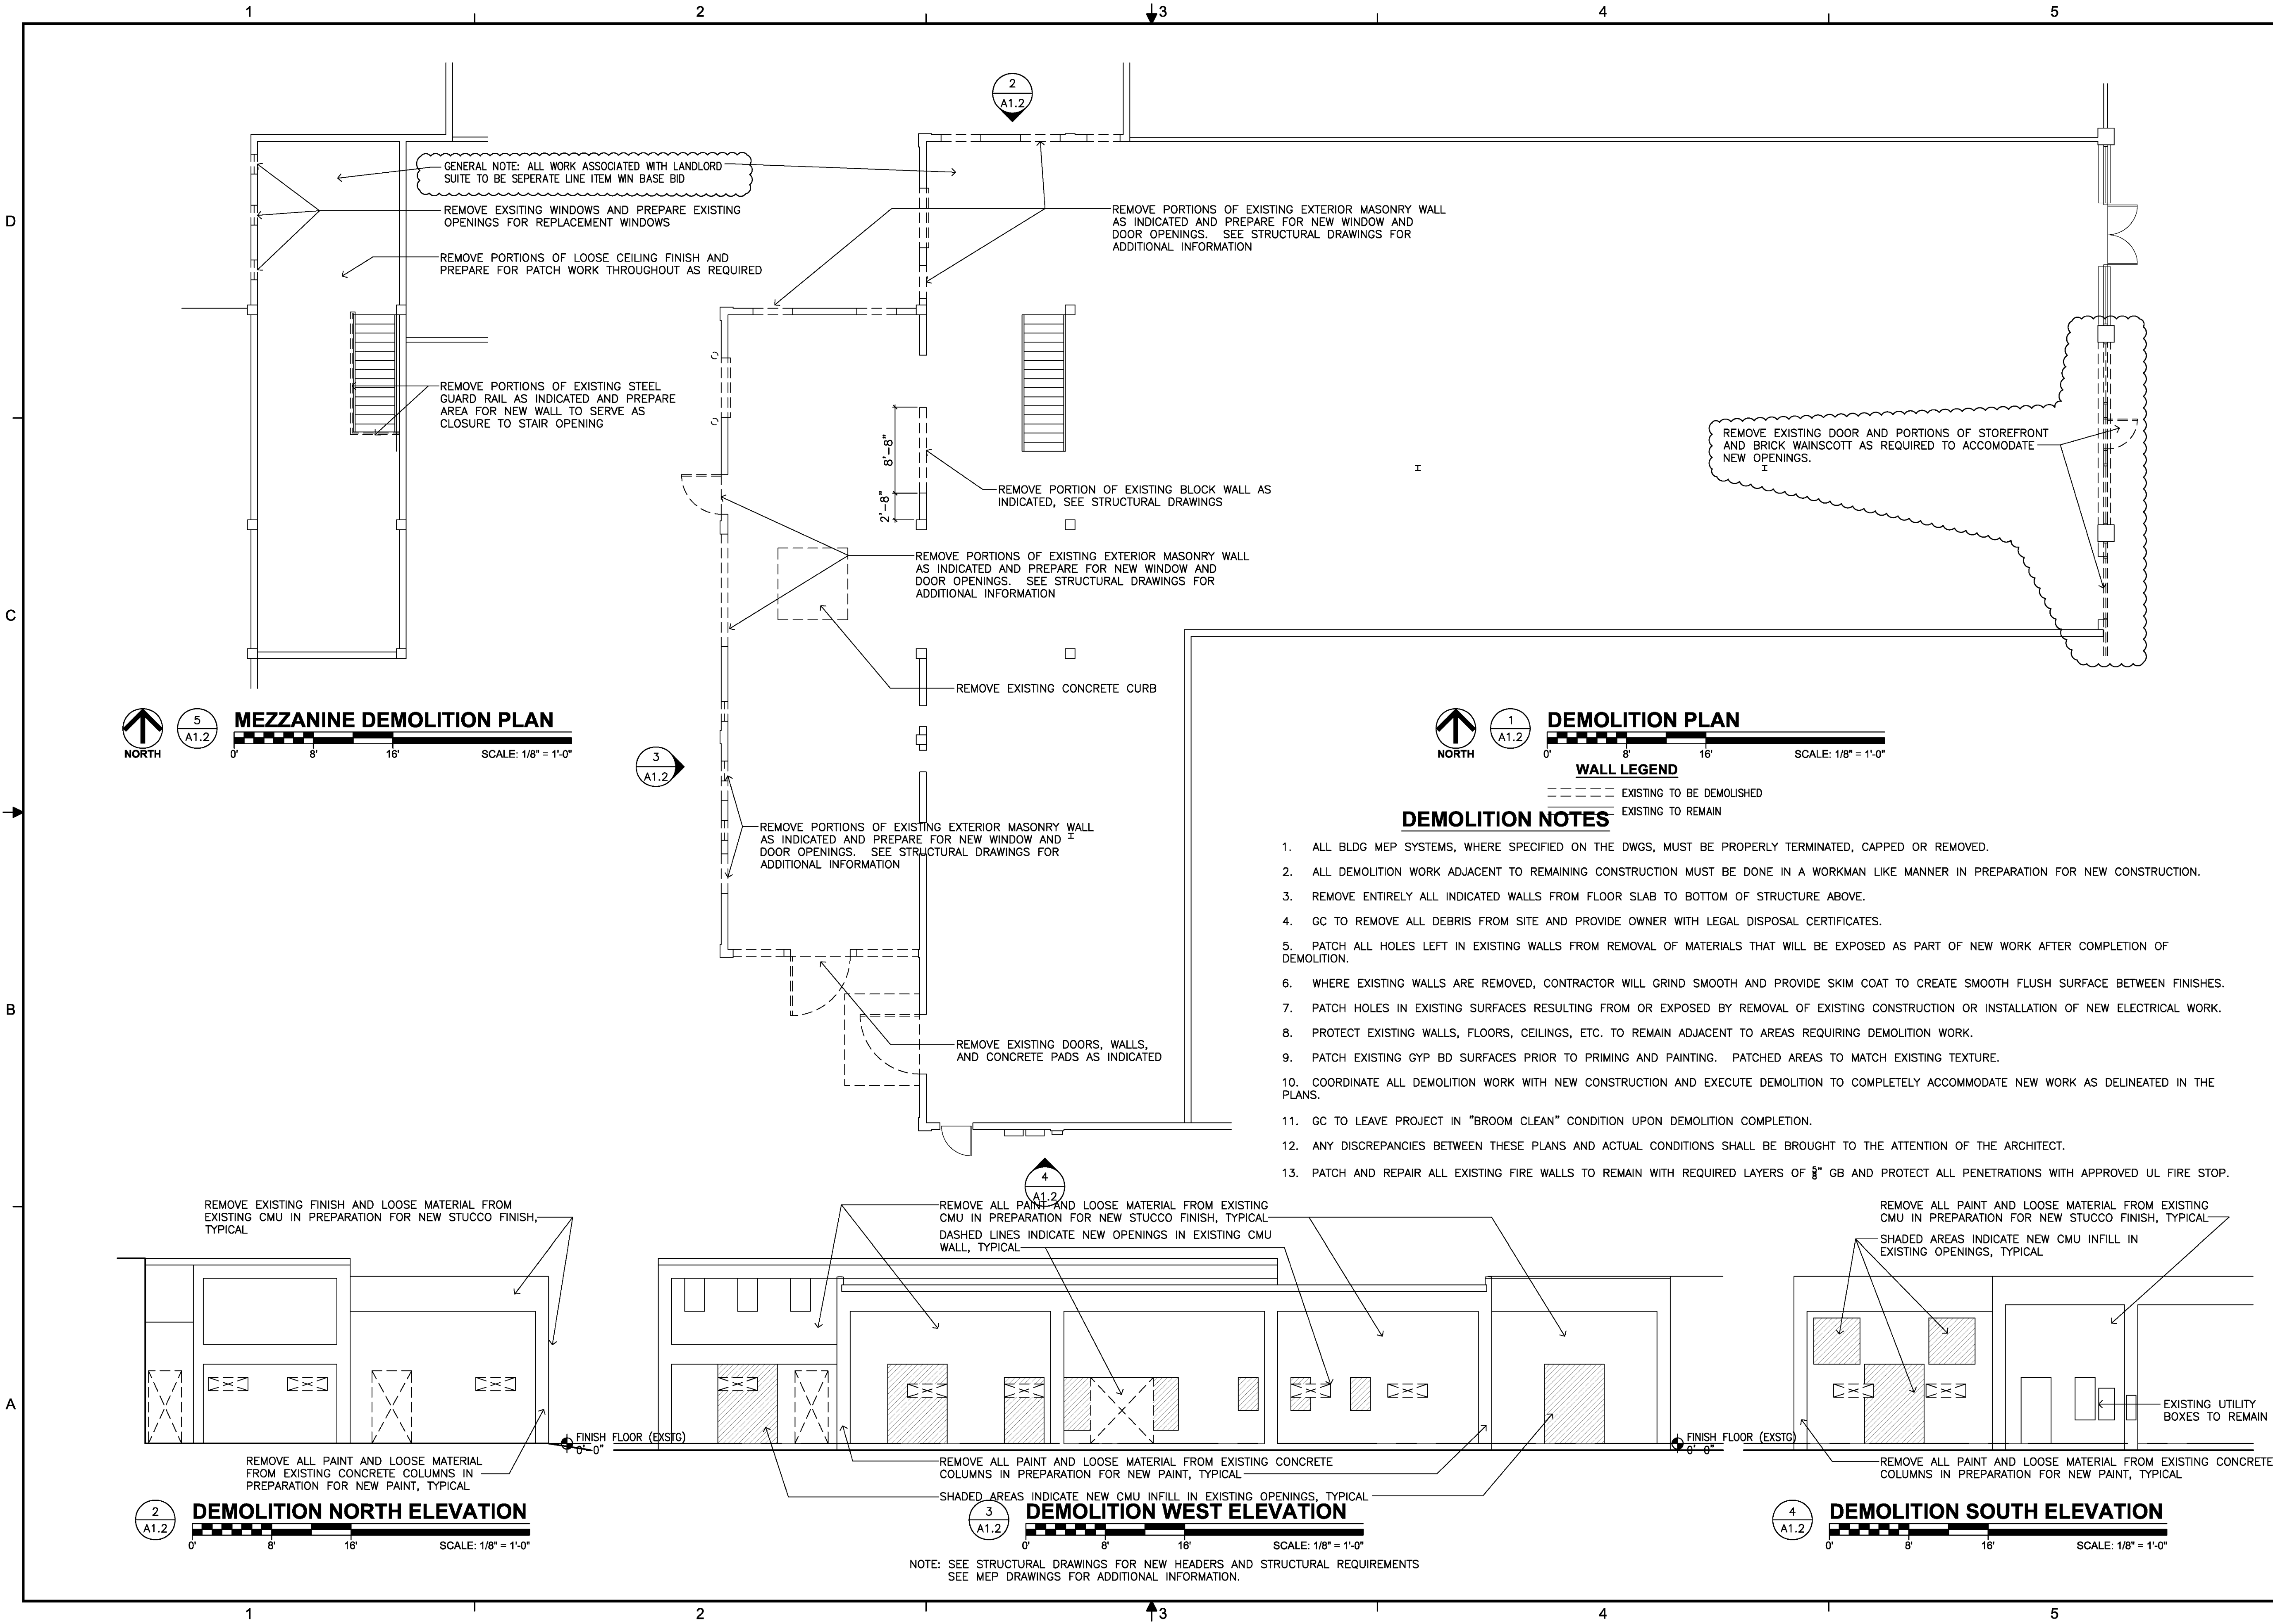 1 2 3 4 5
2
A1.2
GENERAL NOTE: ALL WORK ASSOCIATED WITH LANDLORD
SUITE TO BE SEPERATE LINE ITEM WIN BASE BID
D
REMOVE EXSITING WINDOWS AND PREPARE EXISTING
OPENINGS FOR REPLACEMENT WINDOWS
REMOVE PORTIONS OF EXISTING EXTERIOR MASONRY WALL
AS INDICATED AND PREPARE FOR NEW WINDOW AND
DOOR OPENINGS. SEE STRUCTURAL DRAWINGS FOR
ADDITIONAL INFORMATION
REMOVE PORTIONS OF LOOSE CEILING FINISH AND
PREPARE FOR PATCH WORK THROUGHOUT AS REQUIRED
REMOVE PORTIONS OF EXISTING STEEL
GUARD RAIL AS INDICATED AND PREPARE
AREA FOR NEW WALL TO SERVE AS
CLOSURE TO STAIR OPENING
8'-8"
2'-8"
REMOVE EXISTING DOOR AND PORTIONS OF STOREFRONT
AND BRICK WAINSCOTT AS REQUIRED TO ACCOMODATE
NEW OPENINGS.
REMOVE PORTION OF EXISTING BLOCK WALL AS
INDICATED, SEE STRUCTURAL DRAWINGS
REMOVE PORTIONS OF EXISTING EXTERIOR MASONRY WALL
AS INDICATED AND PREPARE FOR NEW WINDOW AND
DOOR OPENINGS. SEE STRUCTURAL DRAWINGS FOR
ADDITIONAL INFORMATION
C
REMOVE EXISTING CONCRETE CURB
NORTH
5
A1.2
MEZZANINE DEMOLITION PLAN
0' 8' 16' SCALE: 1/8" = 1'-0"
NORTH
1
A1.2
DEMOLITION PLAN
0' 8' 16' SCALE: 1/8" = 1'-0"
3
A1.2
WALL LEGEND
EXISTING TO BE DEMOLISHED
EXISTING TO REMAIN
REMOVE PORTIONS OF EXISTING EXTERIOR MASONRY WALL
AS INDICATED AND PREPARE FOR NEW WINDOW AND
DOOR OPENINGS. SEE STRUCTURAL DRAWINGS FOR
ADDITIONAL INFORMATION
DEMOLITION NOTES
1. ALL BLDG MEP SYSTEMS, WHERE SPECIFIED ON THE DWGS, MUST BE PROPERLY TERMINATED, CAPPED OR REMOVED.
2. ALL DEMOLITION WORK ADJACENT TO REMAINING CONSTRUCTION MUST BE DONE IN A WORKMAN LIKE MANNER IN PREPARATION FOR NEW CONSTRUCTION.
3. REMOVE ENTIRELY ALL INDICATED WALLS FROM FLOOR SLAB TO BOTTOM OF STRUCTURE ABOVE.
4. GC TO REMOVE ALL DEBRIS FROM SITE AND PROVIDE OWNER WITH LEGAL DISPOSAL CERTIFICATES.
5. PATCH ALL HOLES LEFT IN EXISTING WALLS FROM REMOVAL OF MATERIALS THAT WILL BE EXPOSED AS PART OF NEW WORK AFTER COMPLETION OF
DEMOLITION.
6. WHERE EXISTING WALLS ARE REMOVED, CONTRACTOR WILL GRIND SMOOTH AND PROVIDE SKIM COAT TO CREATE SMOOTH FLUSH SURFACE BETWEEN FINISHES.
7. PATCH HOLES IN EXISTING SURFACES RESULTING FROM OR EXPOSED BY REMOVAL OF EXISTING CONSTRUCTION OR INSTALLATION OF NEW ELECTRICAL WORK.
8. PROTECT EXISTING WALLS, FLOORS, CEILINGS, ETC. TO REMAIN ADJACENT TO AREAS REQUIRING DEMOLITION WORK.
9. PATCH EXISTING GYP BD SURFACES PRIOR TO PRIMING AND PAINTING. PATCHED AREAS TO MATCH EXISTING TEXTURE.
10. COORDINATE ALL DEMOLITION WORK WITH NEW CONSTRUCTION AND EXECUTE DEMOLITION TO COMPLETELY ACCOMMODATE NEW WORK AS DELINEATED IN THE
PLANS.
11. GC TO LEAVE PROJECT IN "BROOM CLEAN" CONDITION UPON DEMOLITION COMPLETION.
12. ANY DISCREPANCIES BETWEEN THESE PLANS AND ACTUAL CONDITIONS SHALL BE BROUGHT TO THE ATTENTION OF THE ARCHITECT.
13. PATCH AND REPAIR ALL EXISTING FIRE WALLS TO REMAIN WITH REQUIRED LAYERS OF 5/8" GB AND PROTECT ALL PENETRATIONS WITH APPROVED UL FIRE STOP.
B
REMOVE EXISTING DOORS, WALLS,
AND CONCRETE PADS AS INDICATED
4
A1.2
REMOVE EXISTING FINISH AND LOOSE MATERIAL FROM
EXISTING CMU IN PREPARATION FOR NEW STUCCO FINISH,
TYPICAL
REMOVE ALL PAINT AND LOOSE MATERIAL FROM EXISTING
CMU IN PREPARATION FOR NEW STUCCO FINISH, TYPICAL
DASHED LINES INDICATE NEW OPENINGS IN EXISTING CMU
WALL, TYPICAL
REMOVE ALL PAINT AND LOOSE MATERIAL FROM EXISTING
CMU IN PREPARATION FOR NEW STUCCO FINISH, TYPICAL
SHADED AREAS INDICATE NEW CMU INFILL IN
EXISTING OPENINGS, TYPICAL
A
EXISTING UTILITY
BOXES TO REMAIN
FINISH FLOOR (EXSTG)
0'-0"
FINISH FLOOR (EXSTG)
0'-0"
REMOVE ALL PAINT AND LOOSE MATERIAL
FROM EXISTING CONCRETE COLUMNS IN
PREPARATION FOR NEW PAINT, TYPICAL
REMOVE ALL PAINT AND LOOSE MATERIAL FROM EXISTING CONCRETE
COLUMNS IN PREPARATION FOR NEW PAINT, TYPICAL
SHADED AREAS INDICATE NEW CMU INFILL IN EXISTING OPENINGS, TYPICAL
REMOVE ALL PAINT AND LOOSE MATERIAL FROM EXISTING CONCRETE
COLUMNS IN PREPARATION FOR NEW PAINT, TYPICAL
2
A1.2
DEMOLITION NORTH ELEVATION
0' 8' 16' SCALE: 1/8" = 1'-0"
3
A1.2
DEMOLITION WEST ELEVATION
0' 8' 16' SCALE: 1/8" = 1'-0"
4
A1.2
DEMOLITION SOUTH ELEVATION
0' 8' 16' SCALE: 1/8" = 1'-0"
NOTE: SEE STRUCTURAL DRAWINGS FOR NEW HEADERS AND STRUCTURAL REQUIREMENTS
SEE MEP DRAWINGS FOR ADDITIONAL INFORMATION.
1 2 3 4 5